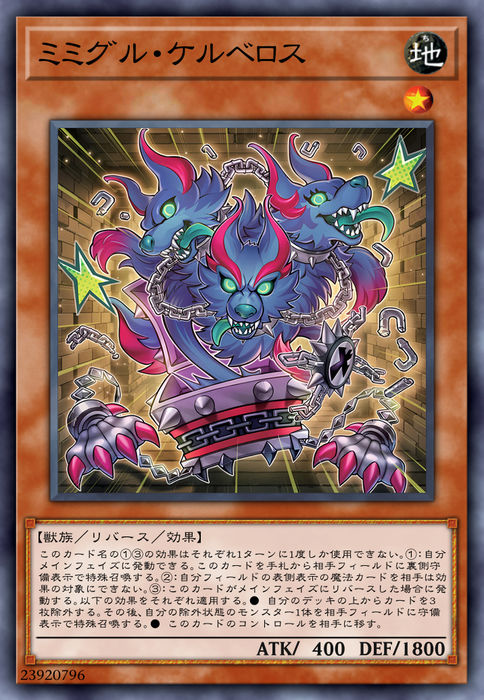 ミミグル・ケルベロス
ち
地
【獣族／リバース／効果】
このカード名の①③の効果はそれぞれ1ターンに1度しか使用できない。①：自分
メインフェイズに発動できる。このカードを手札から相手フィールドに裏側守
備表示で特殊召喚する。②：自分フィールドの表側表示の魔法カードを相手は効
果の対象にできない。③：このカードがメインフェイズにリバースした場合に発
動する。以下の効果をそれぞれ適用する。● 自分のデッキの上からカードを3
枚除外する。その後、自分の除外状態のモンスター1体を相手フィールドに守備
表示で特殊召喚する。● このカードのコントロールを相手に移す。
ATK/ 400 DEF/1800
23920796